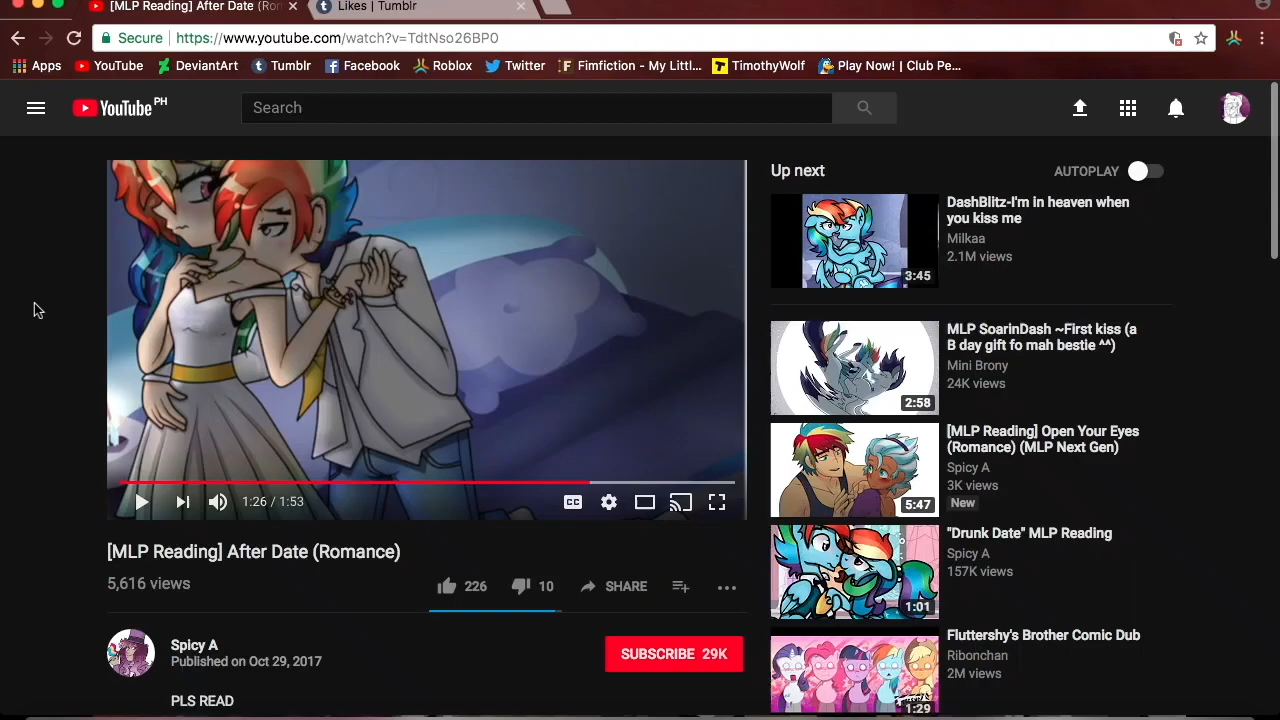 [MLP Reading] After Date (Ron
Likes | Tumblr
Secure
https://www.youtube.com/watch?v=TdtNso26BP0
Apps
YouTube
DeviantArt
Tumblr
Facebook
Roblox
Twitter
Fimfiction - My Littl...
TimothyWolf
Play Now! | Club Pe...
YouTube PH
Search
1:26 / 1:53
CC
[MLP Reading] After Date (Romance)
5,616 views
226
10
SHARE
Spicy A
Published on Oct 29, 2017
SUBSCRIBE 29K
PLS READ
Up next
AUTOPLAY
DashBlitz-I'm in heaven when
you kiss me
Milkaa
2.1M views
3:45
MLP SoarinDash ~First kiss (a
B day gift fo mah bestie ^^)
Mini Brony
24K views
2:58
[MLP Reading] Open Your Eyes
(Romance) (MLP Next Gen)
Spicy A
3K views
New
5:47
"Drunk Date" MLP Reading
Spicy A
157K views
1:01
Fluttershy's Brother Comic Dub
Ribonchan
2M views
1:29